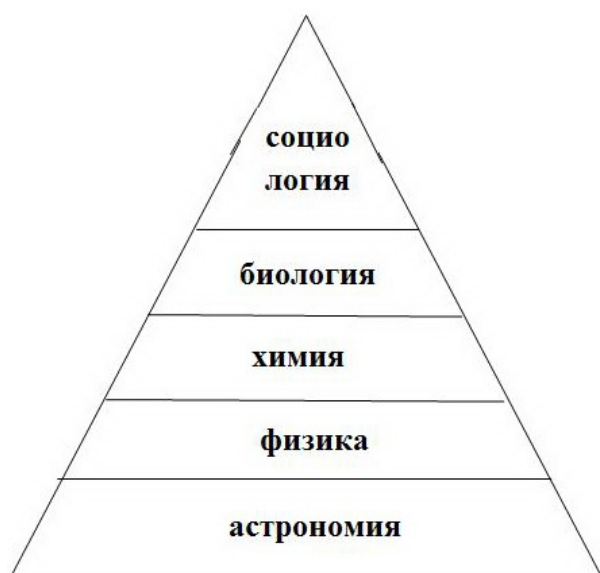 социо
логия
биология
химия
физика
астрономия